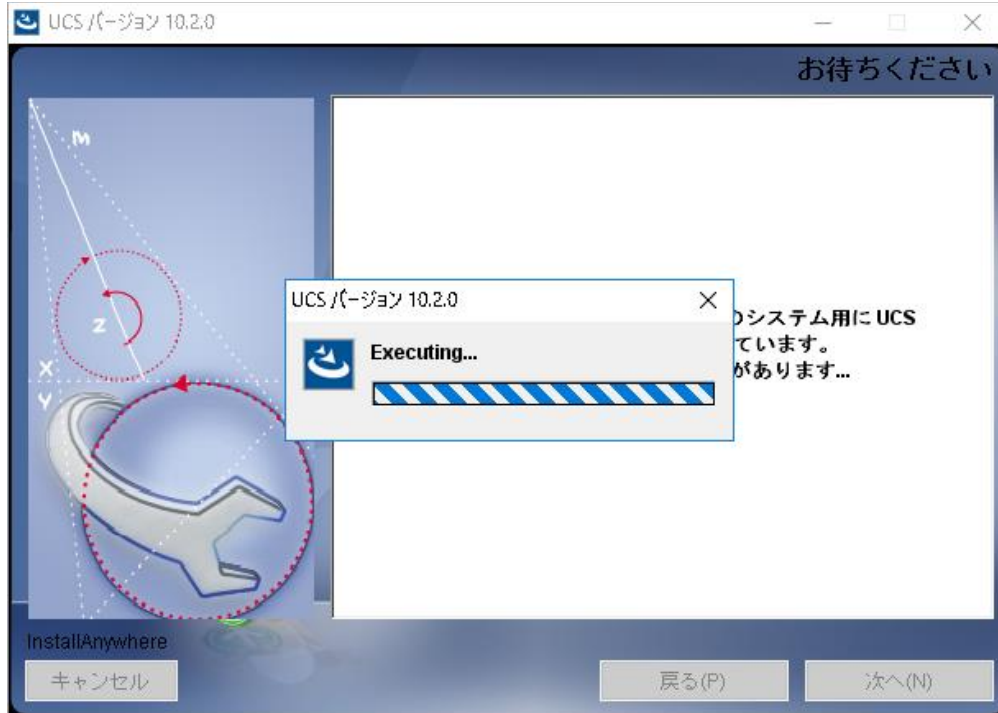 UCS バージョン 10.2.0
お待ちください
M
Z
X
Y
UCS バージョン 10.2.0
Executing...
のシステム用に UCS
ています。
があります...
InstallAnywhere
キャンセル
戻る(P)
次へ(N)